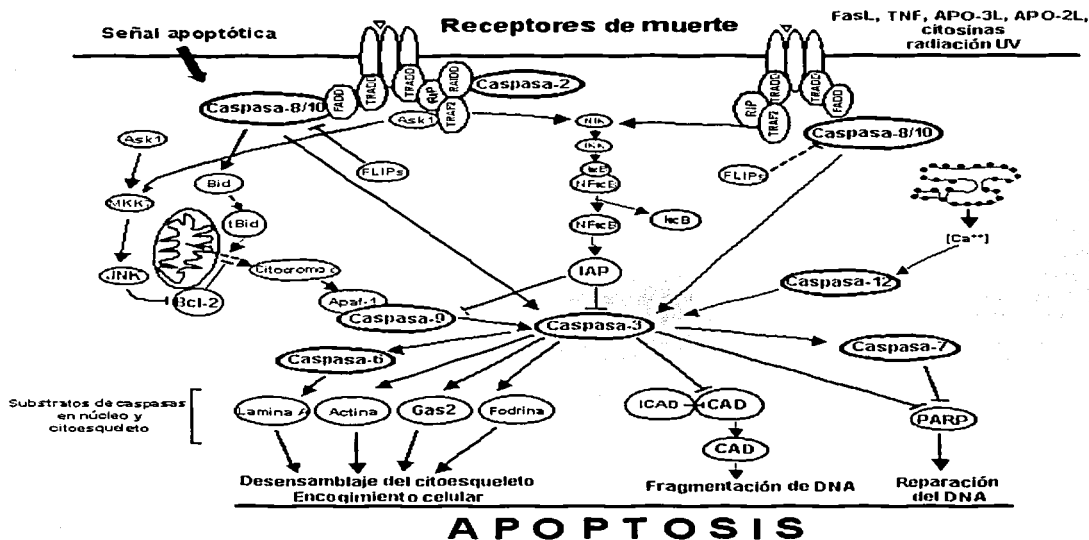 Señal apoptótica
Receptores de muerte
FasL, TNF, APO-3L, APO-2L,
citosinas
radiación UV
TRADD
TRADD
RAIDD
RIP
FADD
TRAF2
Caspasa-2
Caspasa-8/10
Ask1
TRADD
TRADD
FADD
RIP
TRAF2
Caspasa-8/10
Ask1
NIK
IKK
FLIPs
FLIPs
IκB
NFκB
Bid
MKK7
IκB
tBid
NFκB
[Ca++]
JNK
Citocromo c
IAP
Bcl-2
Apaf-1
Caspasa-12
Caspasa-9
Caspasa-3
Caspasa-6
Caspasa-7
Substratos de caspasas
en núcleo y
citoesqueleto
Lamina A
Actina
Gas2
Fodrina
ICAD
CAD
PARP
CAD
Desensamblaje del citoesqueleto
Encogimiento celular
Fragmentación de DNA
Reparación
del DNA
APOPTOSIS